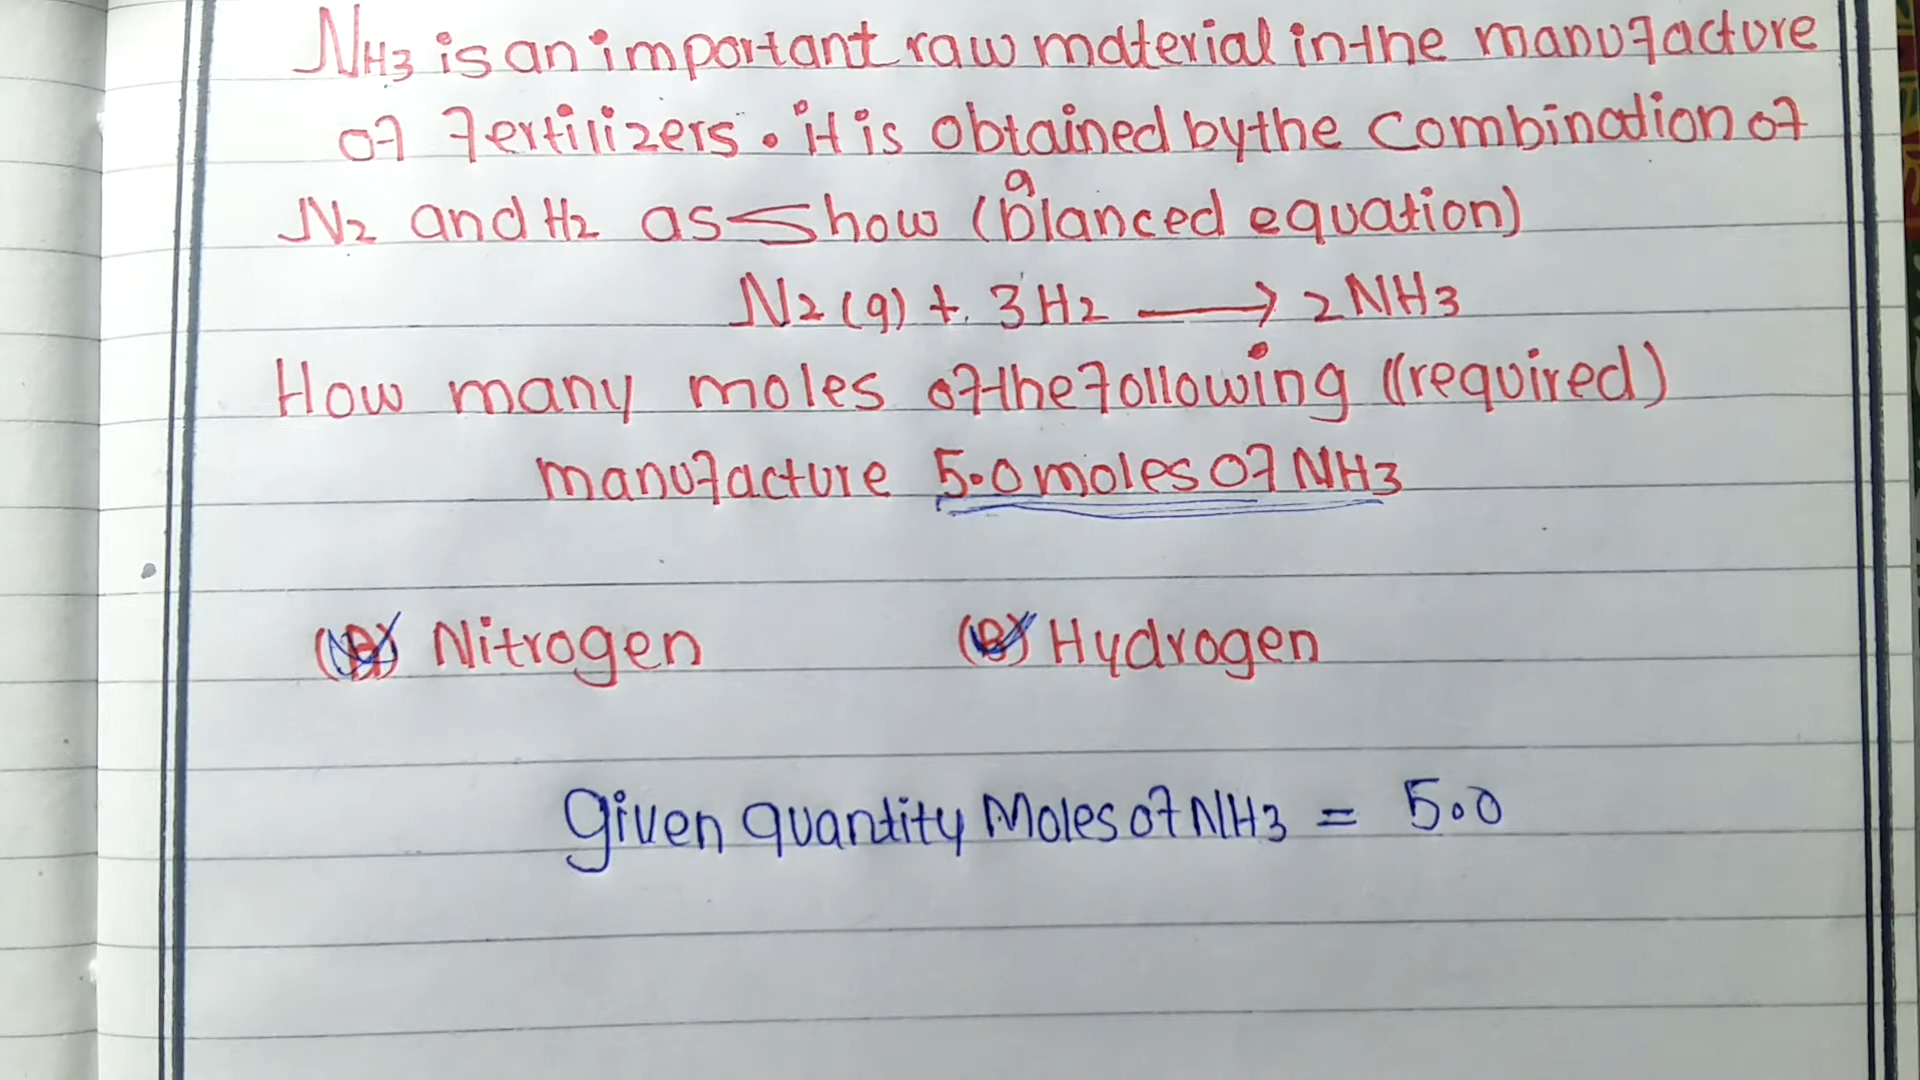 NH3 is an important raw material in the manufacture
of fertilizers. it is obtained by the combination of
N2 and H2 as show (balanced equation)
N2(g) + 3H2 ⟶ 2NH3
How many moles of the following ((required)
manufacture 5.0 moles of NH3
(A) Nitrogen (B) Hydrogen
Given quantity Moles of NH3 = 5.0